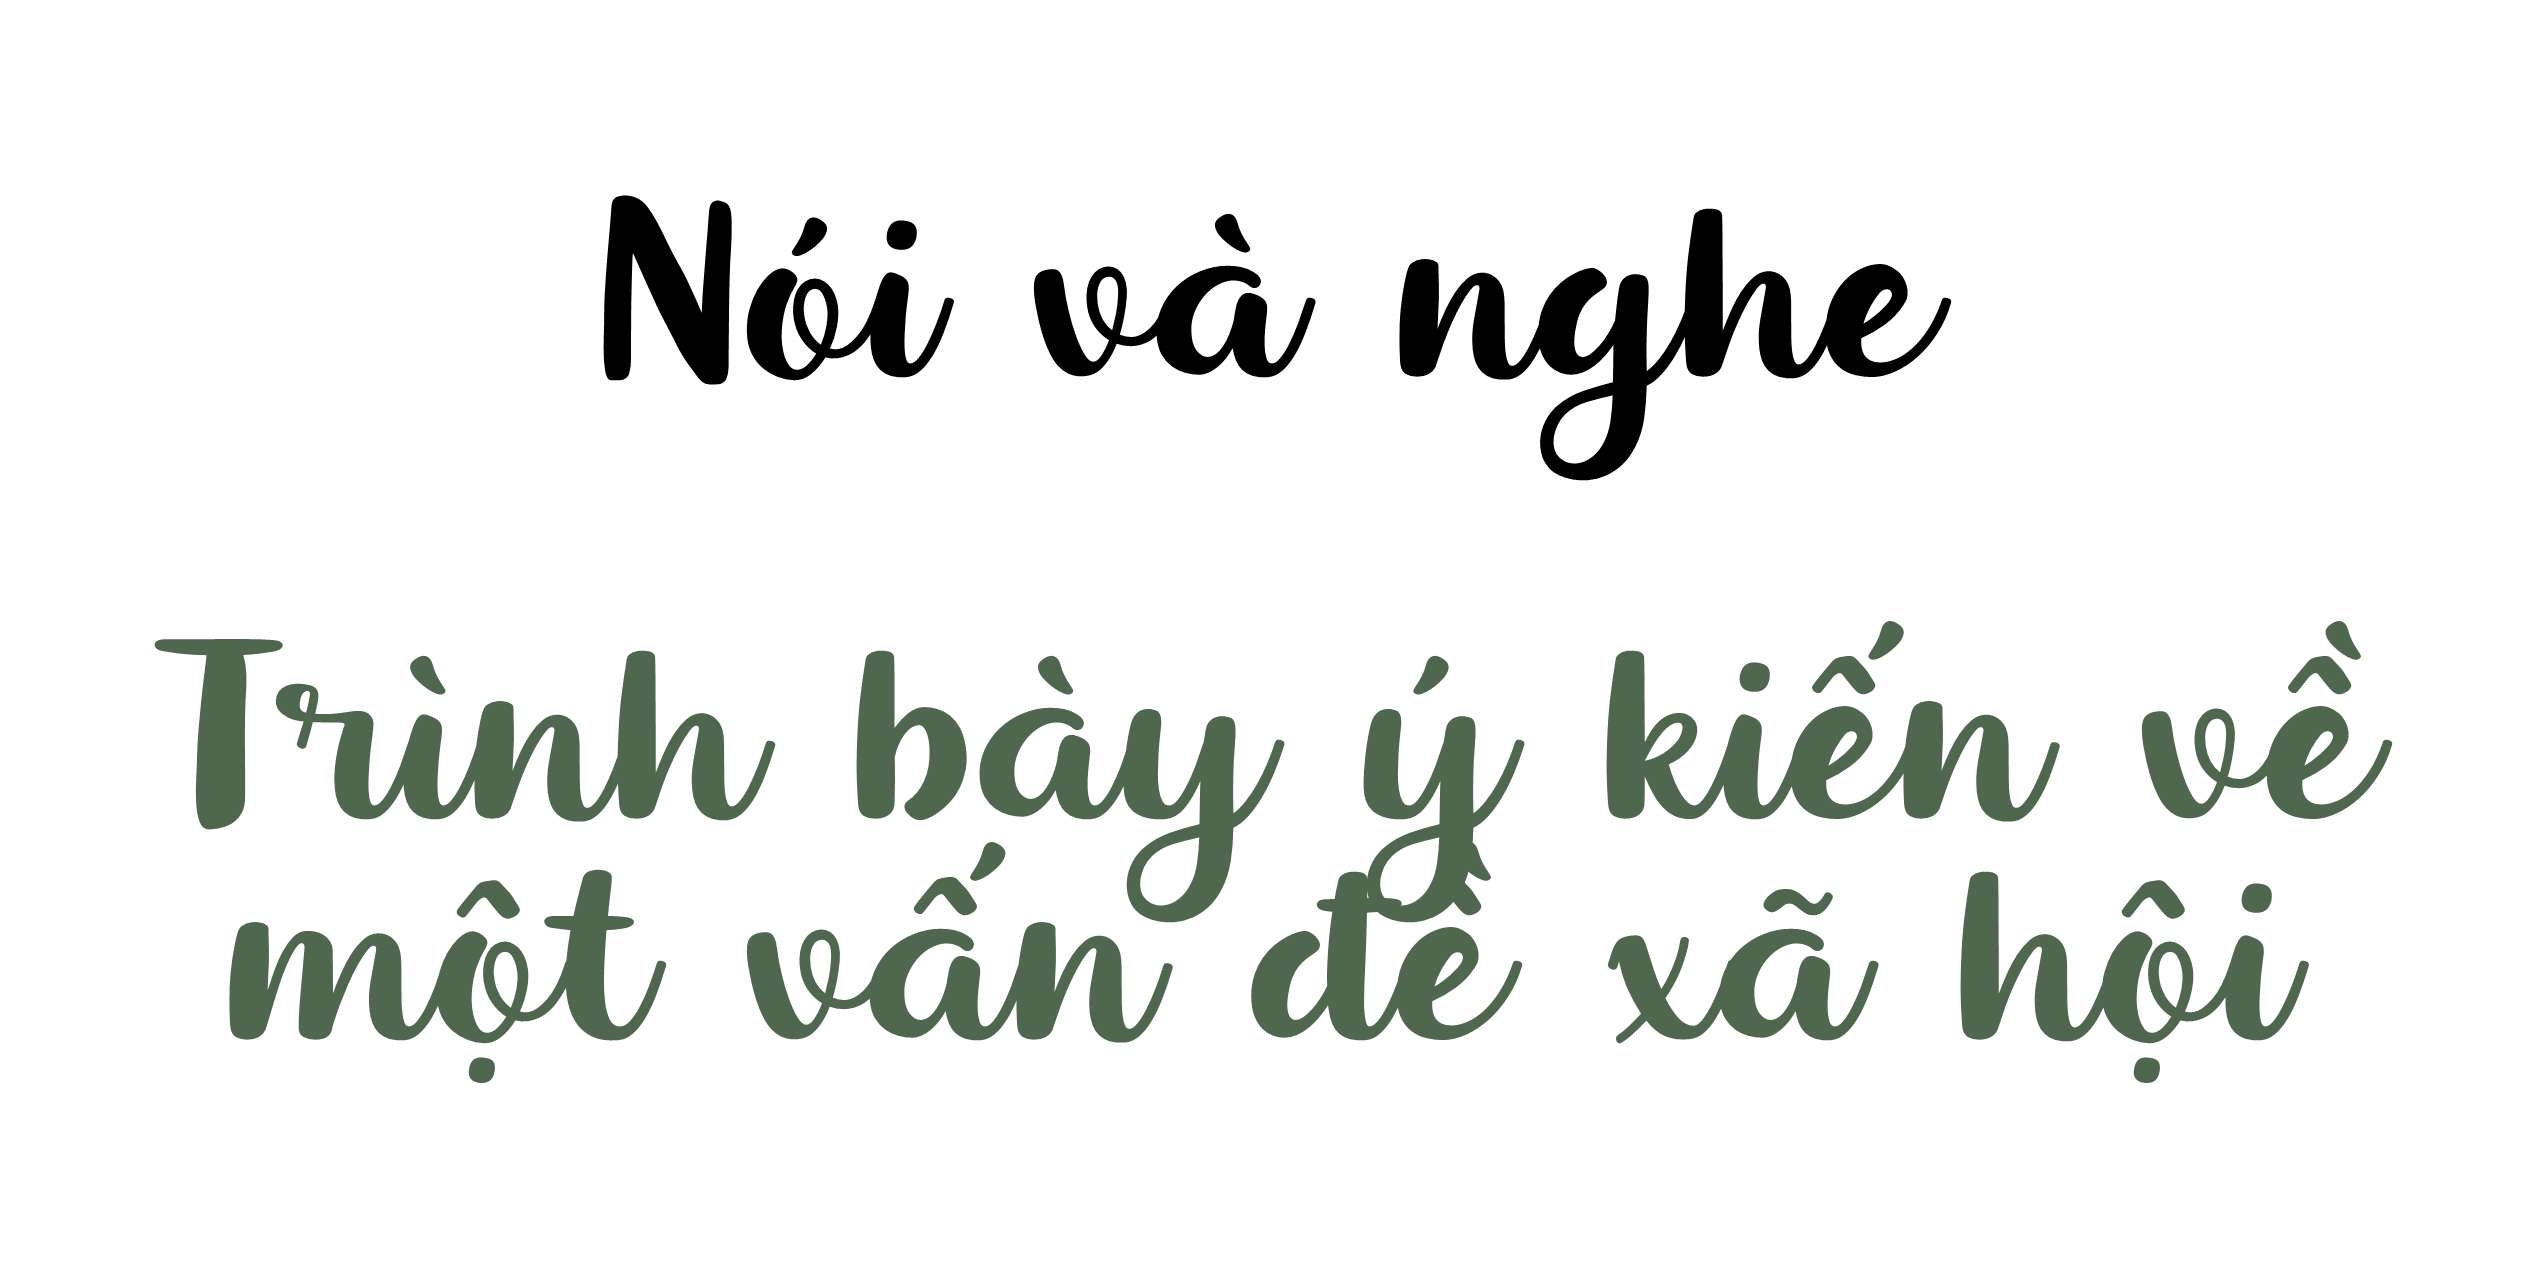 Nói và nghe
Trình bày ý kiến về
một vấn đề xã hội